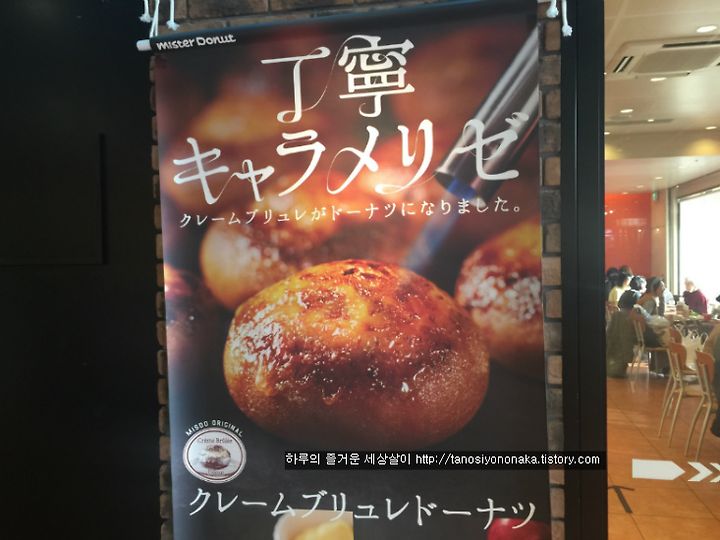 mister Donut
丁寧
キャラメリゼ
クレームブリュレがドーナツになりました。
MISDO ORIGINAL
Crème Brûlée
하루의 즐거운 세상살이 http://tanosiyononaka.tistory.com
クレームブリュレドーナツ